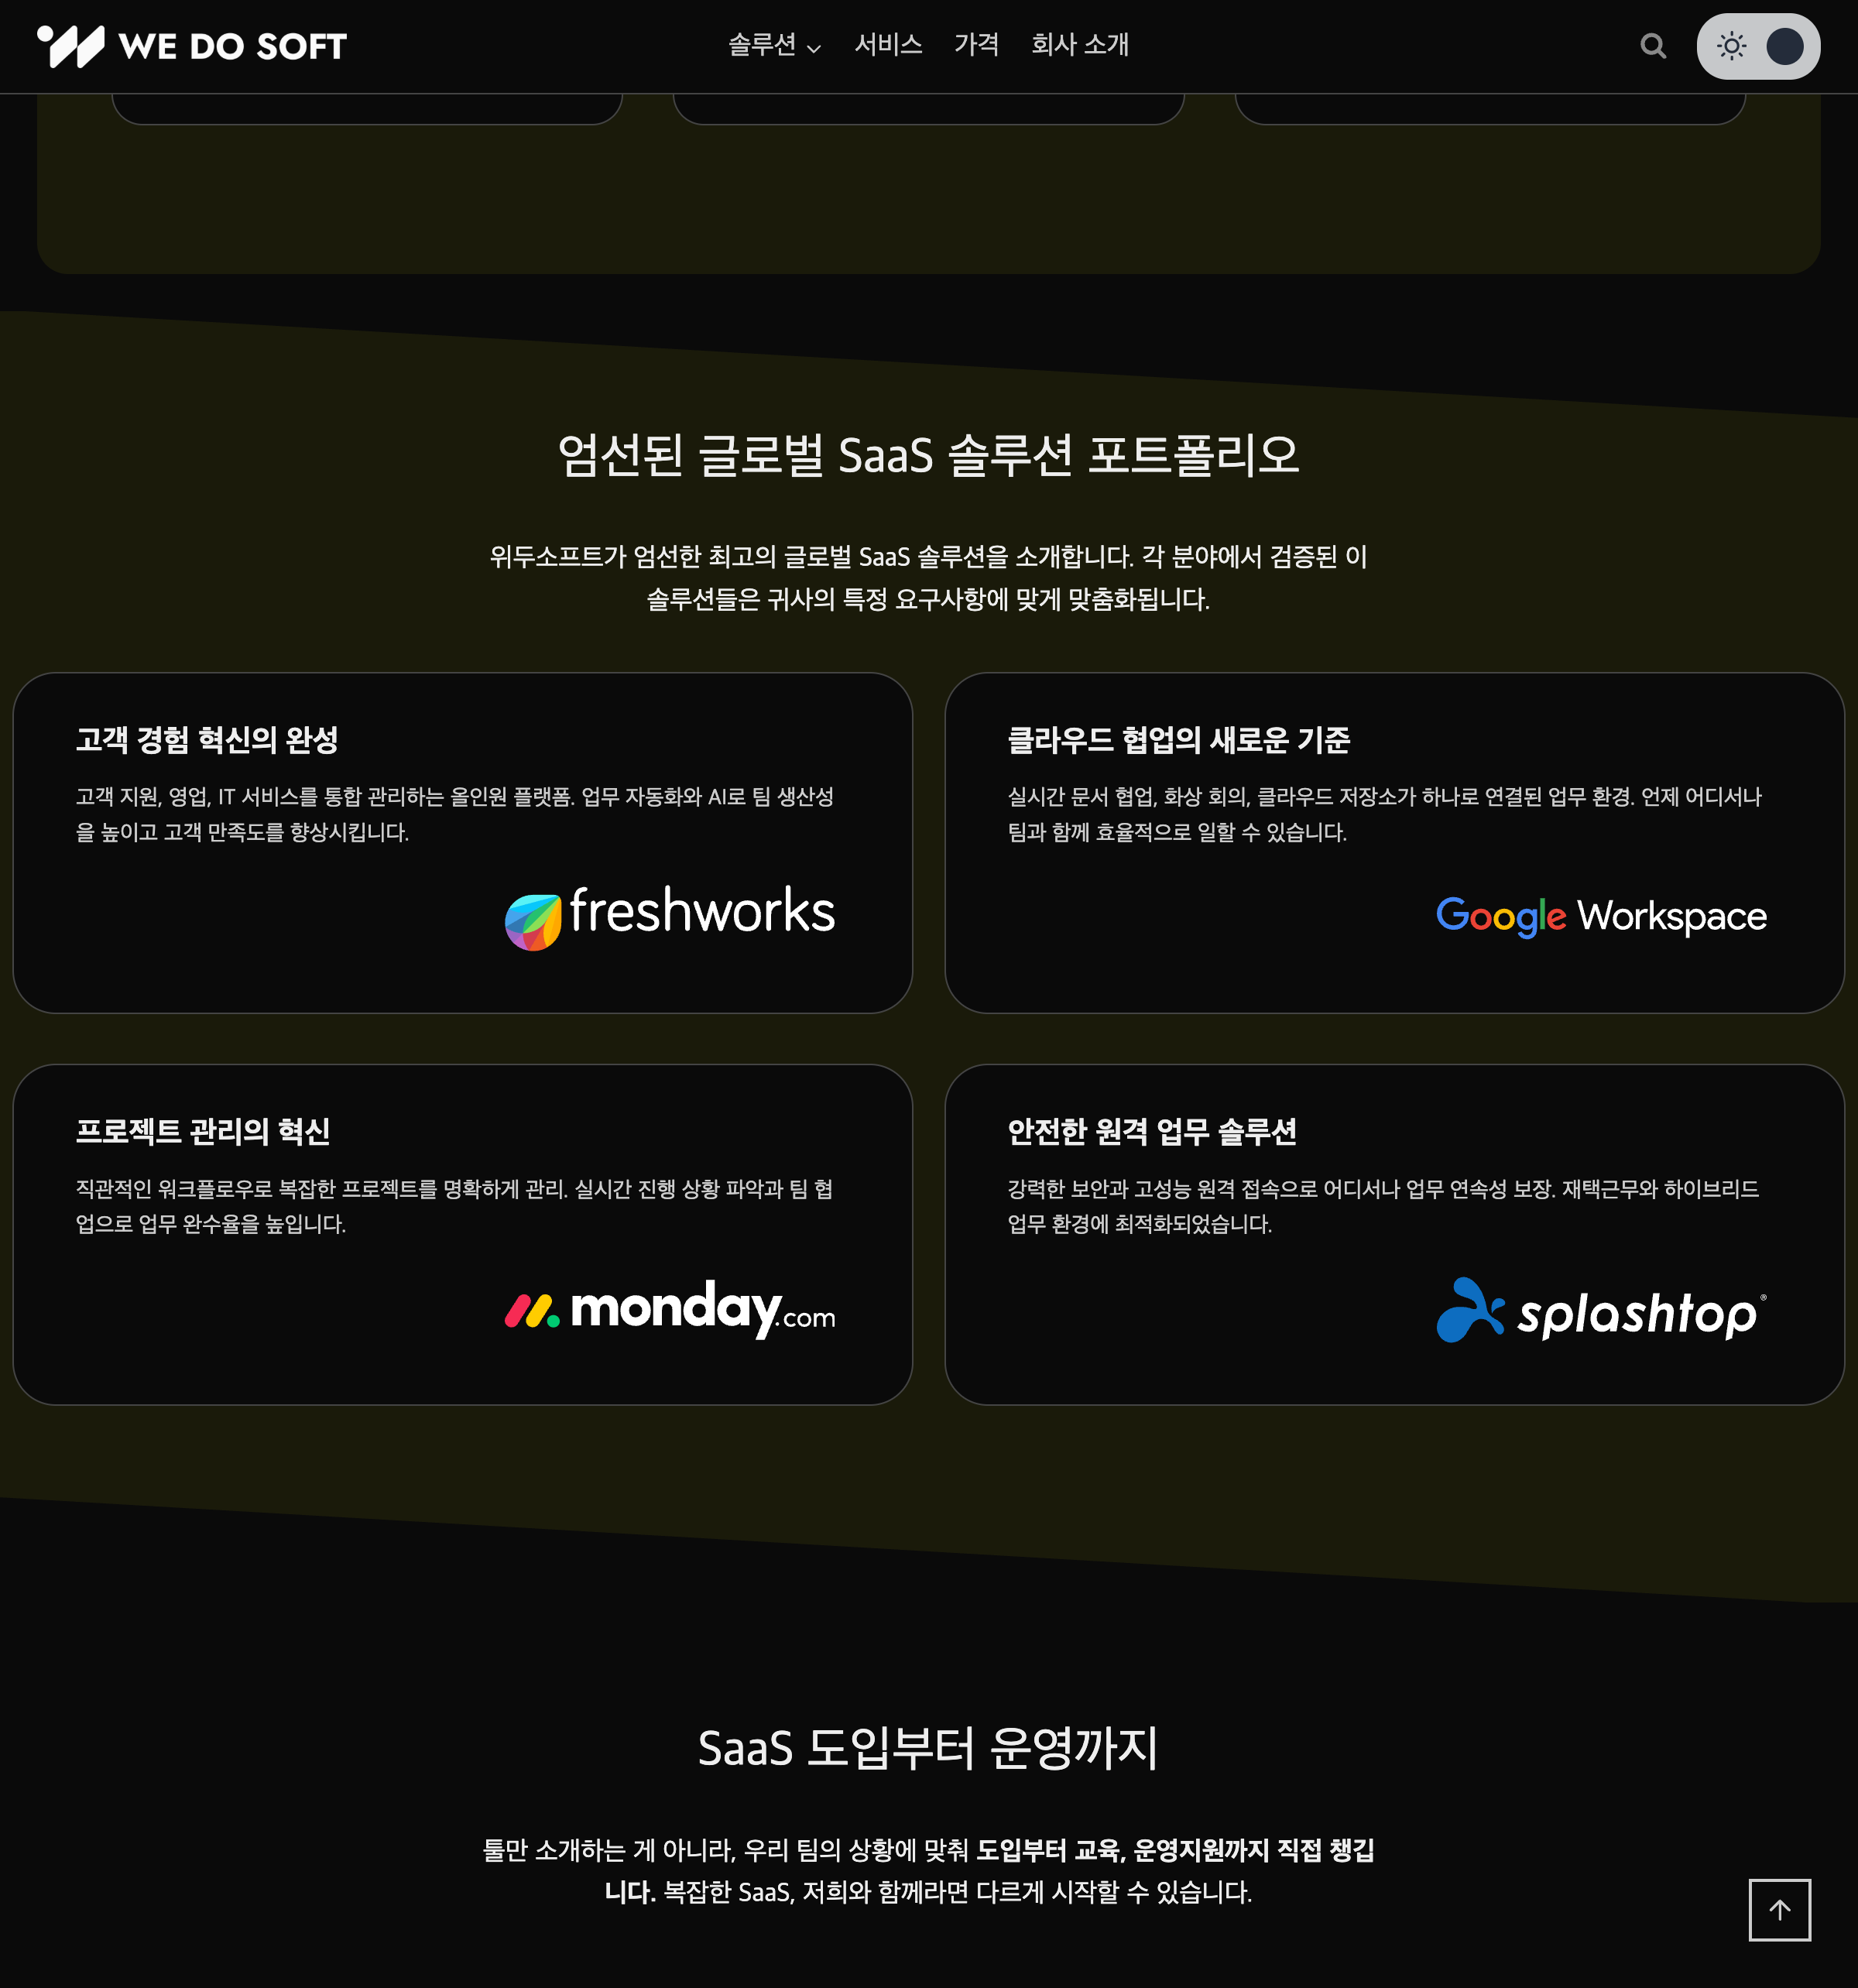 WE DO SOFT
솔루션 서비스 가격 회사 소개
엄선된 글로벌 SaaS 솔루션 포트폴리오
위두소프트가 엄선한 최고의 글로벌 SaaS 솔루션을 소개합니다. 각 분야에서 검증된 이
솔루션들은 귀사의 특정 요구사항에 맞게 맞춤화됩니다.
고객 경험 혁신의 완성
고객 지원, 영업, IT 서비스를 통합 관리하는 올인원 플랫폼. 업무 자동화와 AI로 팀 생산성
을 높이고 고객 만족도를 향상시킵니다.
freshworks
클라우드 협업의 새로운 기준
실시간 문서 협업, 화상 회의, 클라우드 저장소가 하나로 연결된 업무 환경. 언제 어디서나
팀과 함께 효율적으로 일할 수 있습니다.
Google Workspace
프로젝트 관리의 혁신
직관적인 워크플로우로 복잡한 프로젝트를 명확하게 관리. 실시간 진행 상황 파악과 팀 협
업으로 업무 완수율을 높입니다.
monday.com
안전한 원격 업무 솔루션
강력한 보안과 고성능 원격 접속으로 어디서나 업무 연속성 보장. 재택근무와 하이브리드
업무 환경에 최적화되었습니다.
splashtop®
SaaS 도입부터 운영까지
툴만 소개하는 게 아니라, 우리 팀의 상황에 맞춰 도입부터 교육, 운영지원까지 직접 챙깁
니다. 복잡한 SaaS, 저희와 함께라면 다르게 시작할 수 있습니다.